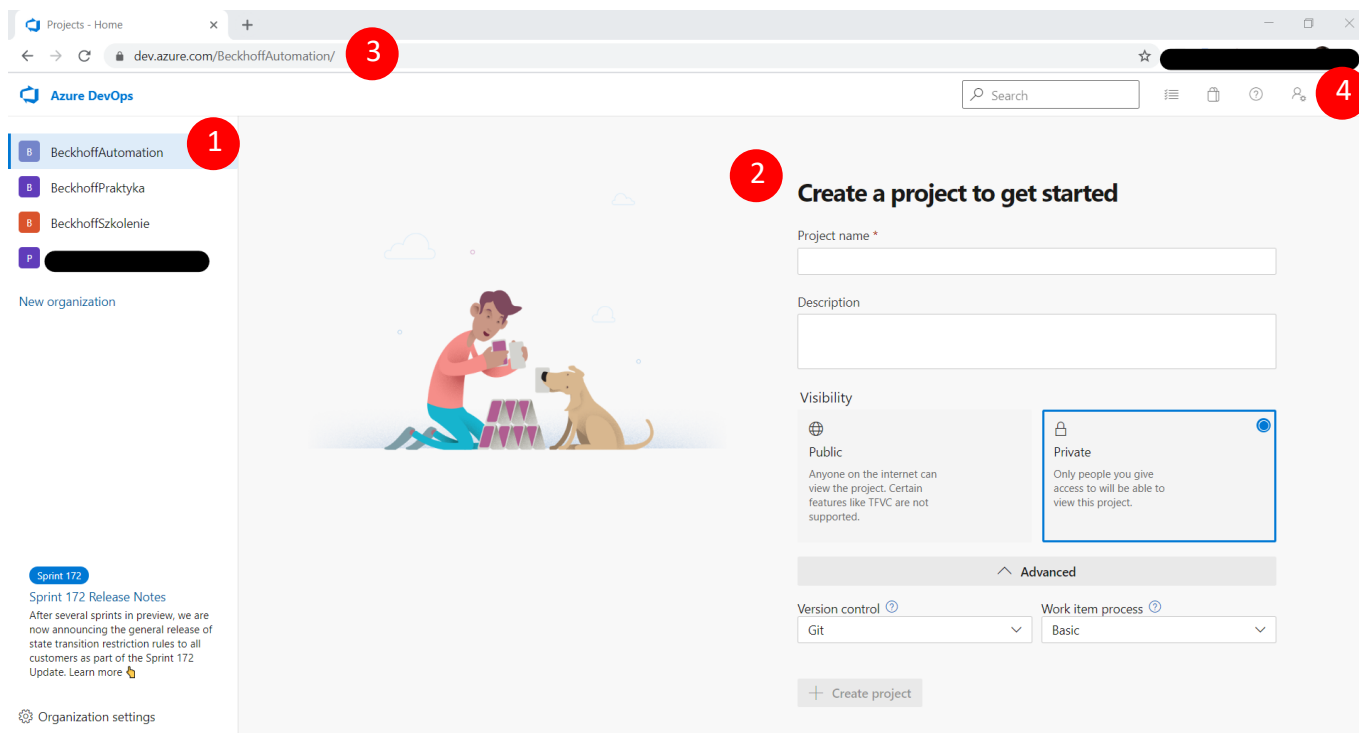 Projects - Home
dev.azure.com/BeckhoffAutomation/
3
Azure DevOps
Search
4
B BeckhoffAutomation
1
B BeckhoffPraktyka
B BeckhoffSzkolenie
P
New organization
Sprint 172
Sprint 172 Release Notes
After several sprints in preview, we are
now announcing the general release of
state transition restriction rules to all
customers as part of the Sprint 172
Update. Learn more 👆
Organization settings
2
Create a project to get started
Project name *
Description
Visibility
Public
Anyone on the internet can
view the project. Certain
features like TFVC are not
supported.
Private
Only people you give
access to will be able to
view this project.
Advanced
Version control ?
Git
Work item process ?
Basic
+ Create project